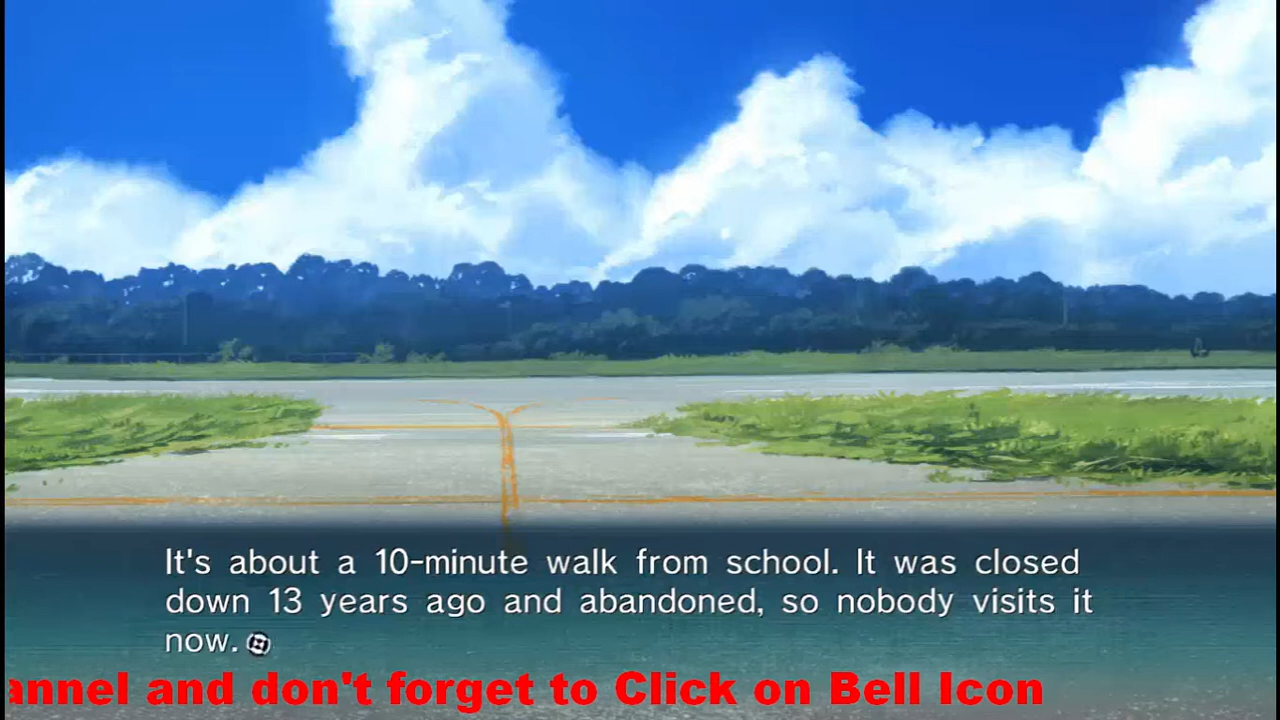 It's about a 10-minute walk from school. It was closed
down 13 years ago and abandoned, so nobody visits it
now.
annel and don't forget to Click on Bell Icon